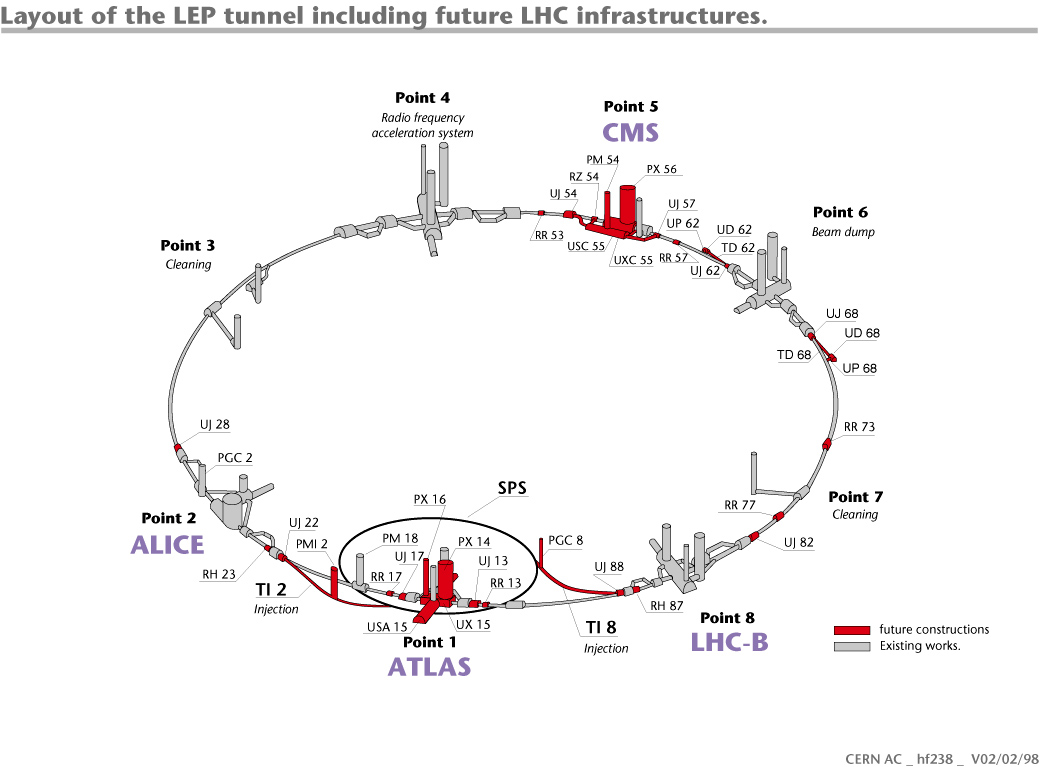 Layout of the LEP tunnel including future LHC infrastructures.
Point 4
Radio frequency
acceleration system
Point 5
CMS
PM 54
PX 56
RZ 54
UJ 54
UJ 57
UP 62
UD 62
TD 62
RR 53
USC 55
UXC 55
RR 57
UJ 62
Point 6
Beam dump
Point 3
Cleaning
UJ 68
UD 68
TD 68
UP 68
UJ 28
RR 73
PGC 2
SPS
PX 16
Point 7
Cleaning
RR 77
Point 2
ALICE
UJ 22
PM 18
PX 14
PGC 8
UJ 82
PMI 2
UJ 17
UJ 13
RH 23
RR 17
RR 13
UJ 88
TI 2
Injection
RH 87
USA 15
UX 15
TI 8
Injection
Point 8
LHC-B
Point 1
ATLAS
future constructions
Existing works.
CERN AC _ hf238 _ V02/02/98